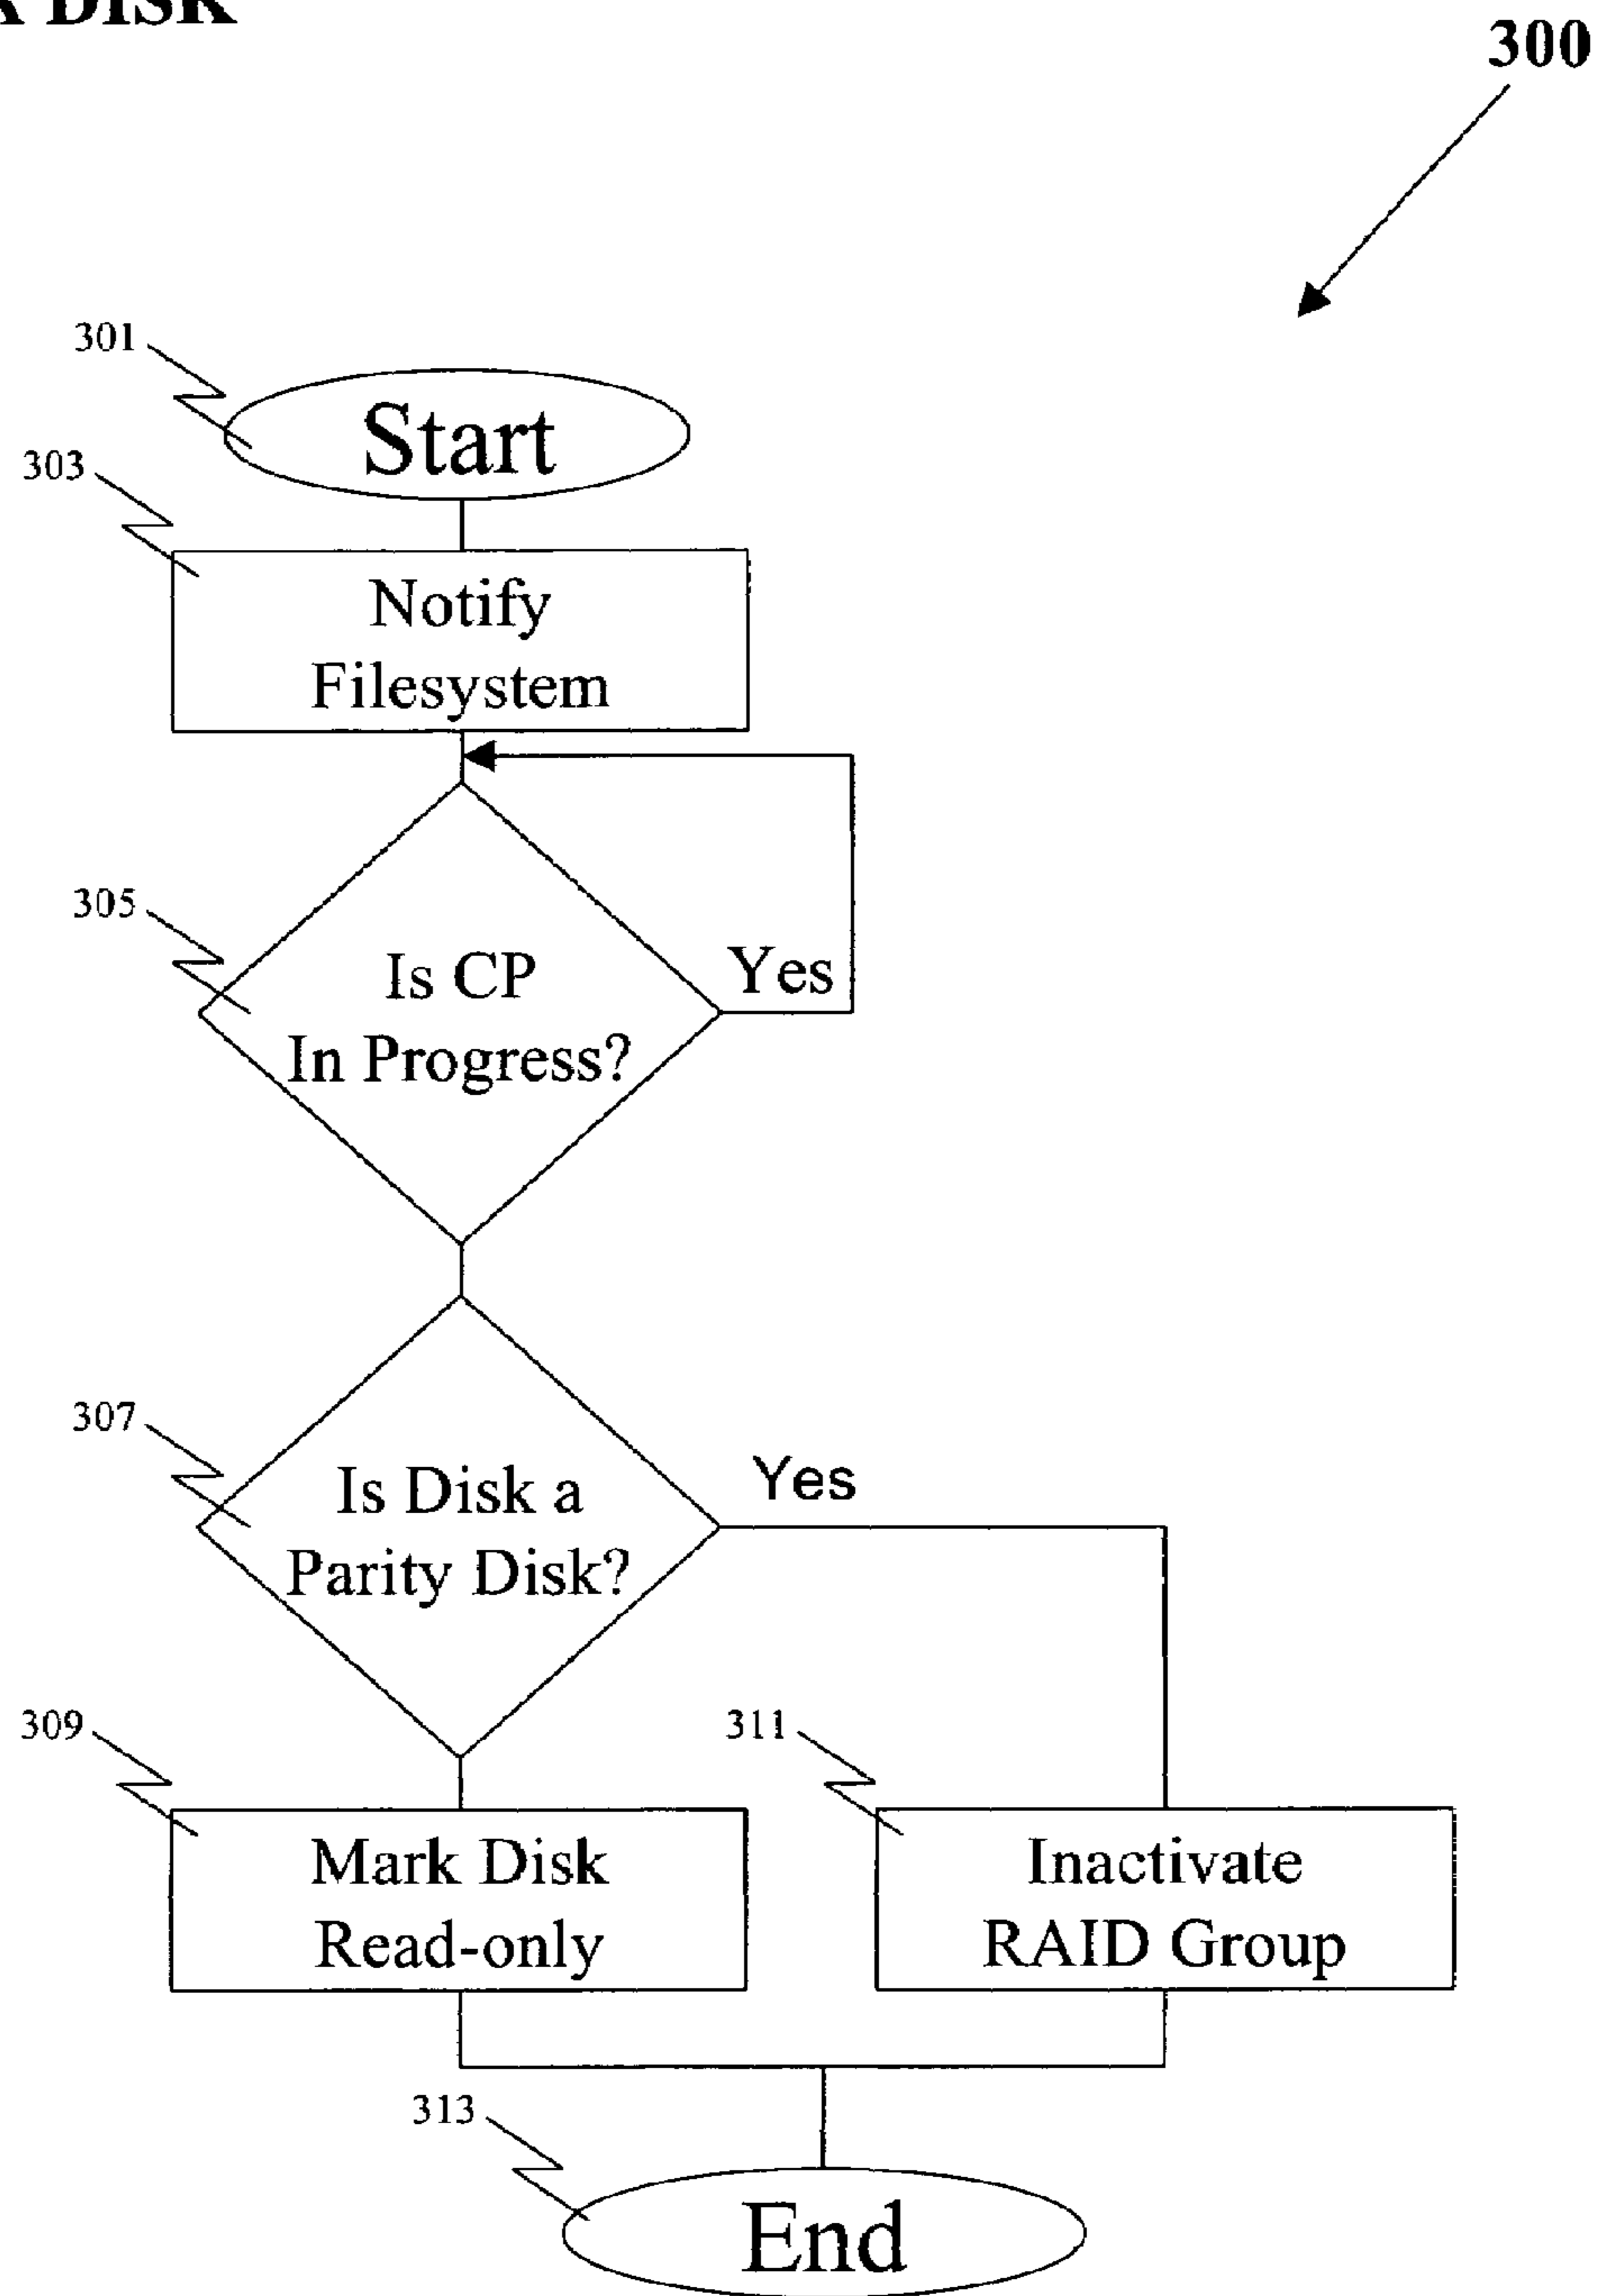 DISK
300
301
Start
303
Notify
Filesystem
305
Is CP
In Progress?
Yes
307
Is Disk a
Parity Disk?
Yes
309
Mark Disk
Read-only
311
Inactivate
RAID Group
313
End